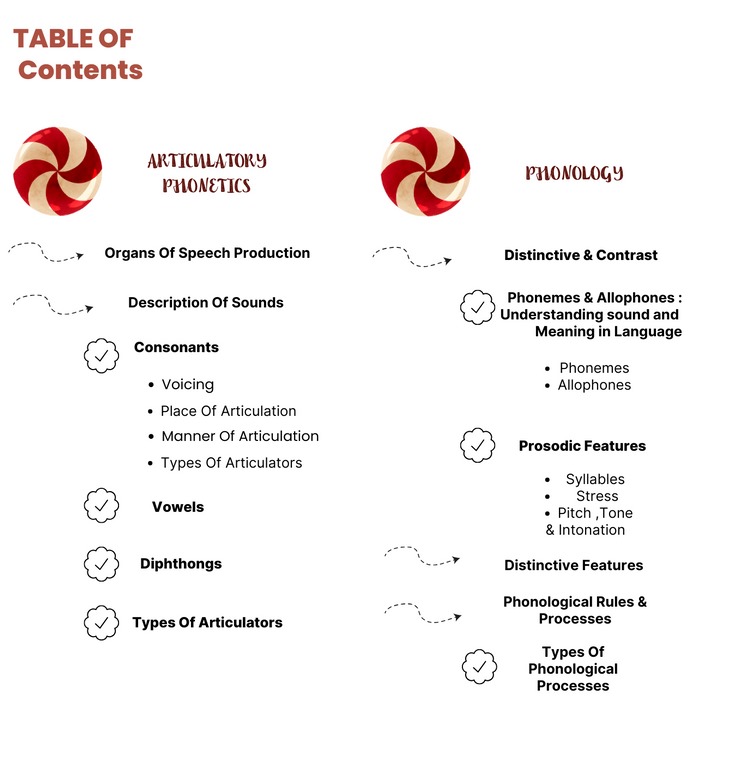 TABLE OF
Contents
ARTICULATORY
PHONETICS
Organs Of Speech Production
Description Of Sounds
Consonants
• Voicing
• Place Of Articulation
• Manner Of Articulation
• Types Of Articulators
Vowels
Diphthongs
Types Of Articulators
PHONOLOGY
Distinctive & Contrast
Phonemes & Allophones :
Understanding sound and
Meaning in Language
• Phonemes
• Allophones
Prosodic Features
• Syllables
• Stress
• Pitch ,Tone
& Intonation
Distinctive Features
Phonological Rules &
Processes
Types Of
Phonological
Processes